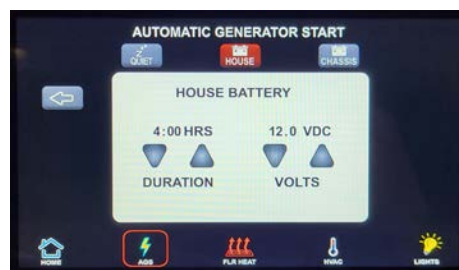 AUTOMATIC GENERATOR START
QUIET HOUSE CHASSIS
HOUSE BATTERY
4:00 HRS 12.0 VDC
DURATION VOLTS
HOME AGS FLR HEAT HVAC LIGHTS